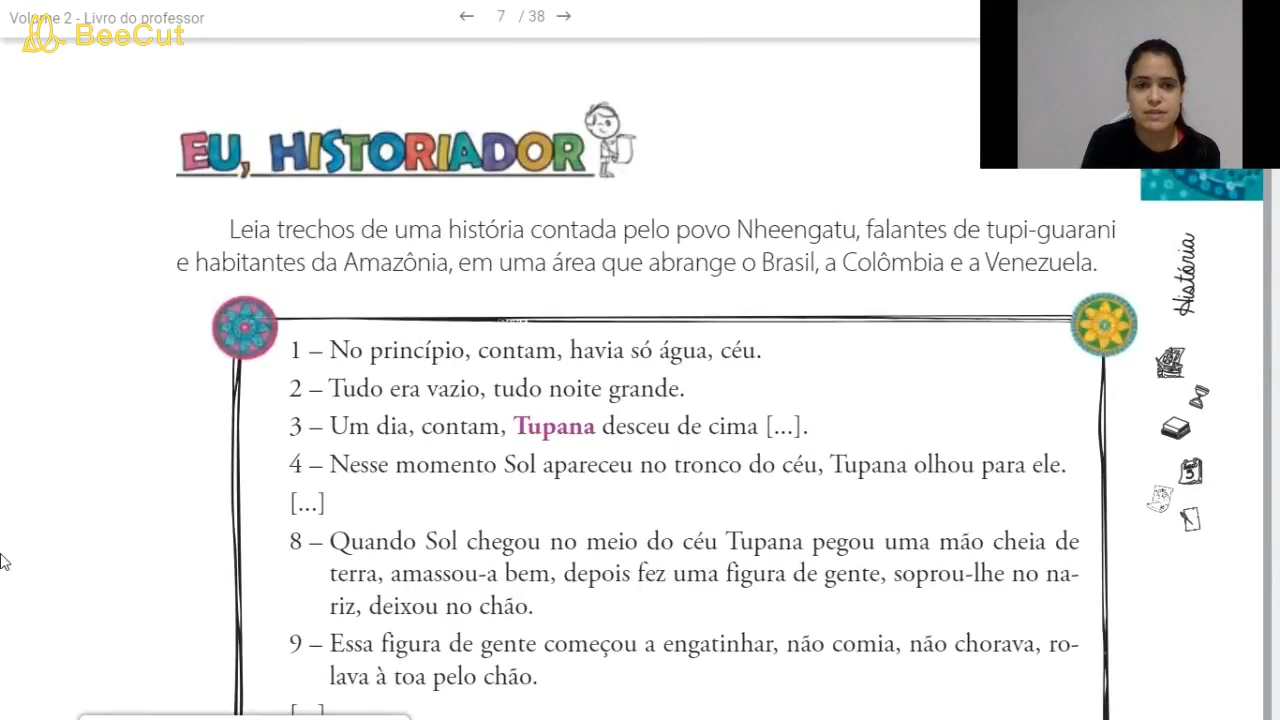 Volume 2 - Livro do professor
7 / 38
BeeCut
EU, HISTORIADOR
Leia trechos de uma história contada pelo povo Nheengatu, falantes de tupi-guarani
e habitantes da Amazônia, em uma área que abrange o Brasil, a Colômbia e a Venezuela.
História
1 – No princípio, contam, havia só água, céu.
2 – Tudo era vazio, tudo noite grande.
3 – Um dia, contam, Tupana desceu de cima [...].
4 – Nesse momento Sol apareceu no tronco do céu, Tupana olhou para ele.
[...]
8 – Quando Sol chegou no meio do céu Tupana pegou uma mão cheia de
terra, amassou-a bem, depois fez uma figura de gente, soprou-lhe no na-
riz, deixou no chão.
9 – Essa figura de gente começou a engatinhar, não comia, não chorava, ro-
lava à toa pelo chão.
[...]